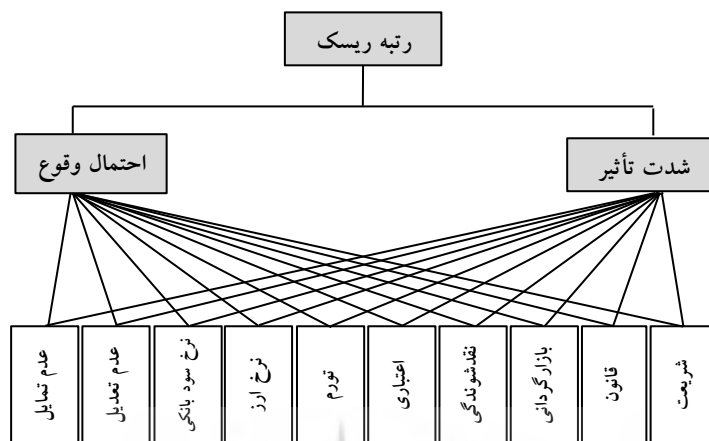 رتبه ریسک
شدت تأثیر
احتمال وقوع
شریعت
قانون
بازارگردانی
نقدشوندگی
اعتباری
تورم
نرخ ارز
نرخ سود بانکی
عدم تعدیل
عدم تمایل